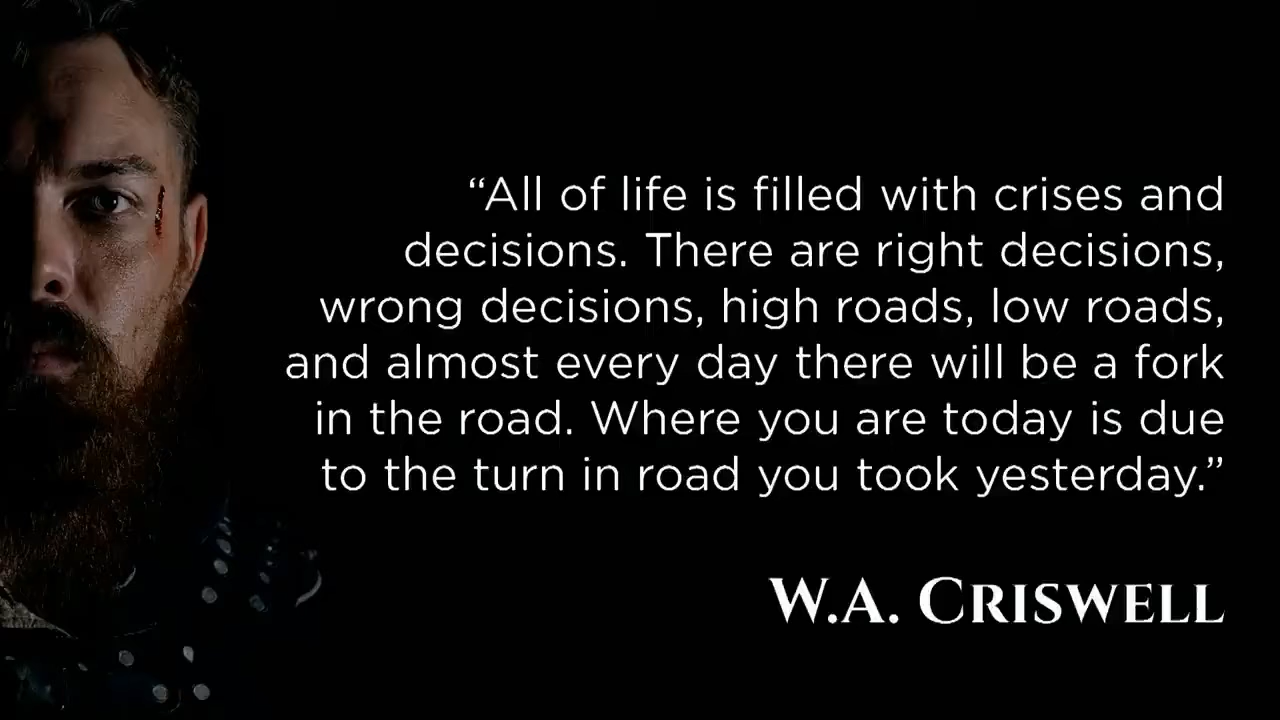 “All of life is filled with crises and
decisions. There are right decisions,
wrong decisions, high roads, low roads,
and almost every day there will be a fork
in the road. Where you are today is due
to the turn in road you took yesterday.”
W.A. Criswell